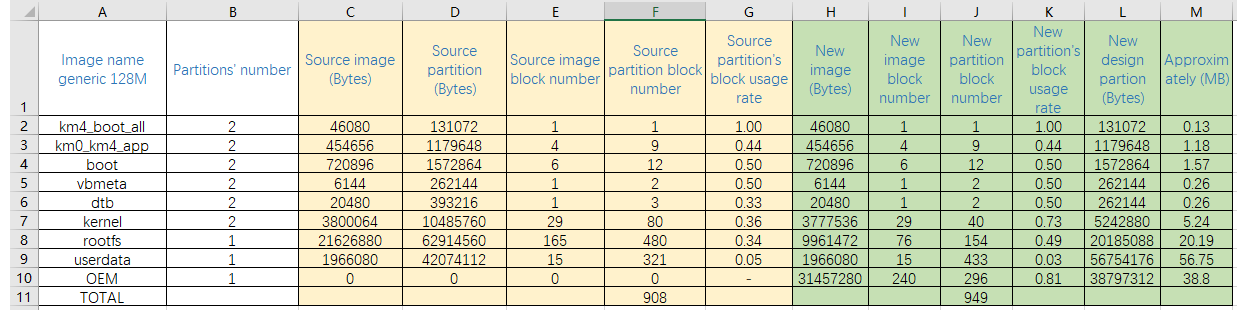 A B C D E F G H I J K L M
1 Image name generic 128M Partitions' number Source image (Bytes) Source partition (Bytes) Source image block number Source partition block number Source partition's block usage rate New image (Bytes) New image block number New partition block number New partition's block usage rate New design partion (Bytes) Approximately (MB)
2 km4_boot_all 2 46080 131072 1 1 1.00 46080 1 1 1.00 131072 0.13
3 km0_km4_app 2 454656 1179648 4 9 0.44 454656 4 9 0.44 1179648 1.18
4 boot 2 720896 1572864 6 12 0.50 720896 6 12 0.50 1572864 1.57
5 vbmeta 2 6144 262144 1 2 0.50 6144 1 2 0.50 262144 0.26
6 dtb 2 20480 393216 1 3 0.33 20480 1 2 0.50 262144 0.26
7 kernel 2 3800064 10485760 29 80 0.36 3777536 29 40 0.73 5242880 5.24
8 rootfs 1 21626880 62914560 165 480 0.34 9961472 76 154 0.49 20185088 20.19
9 userdata 1 1966080 42074112 15 321 0.05 1966080 15 433 0.03 56754176 56.75
10 OEM 1 0 0 0 0 - 31457280 240 296 0.81 38797312 38.8
11 TOTAL 908 949